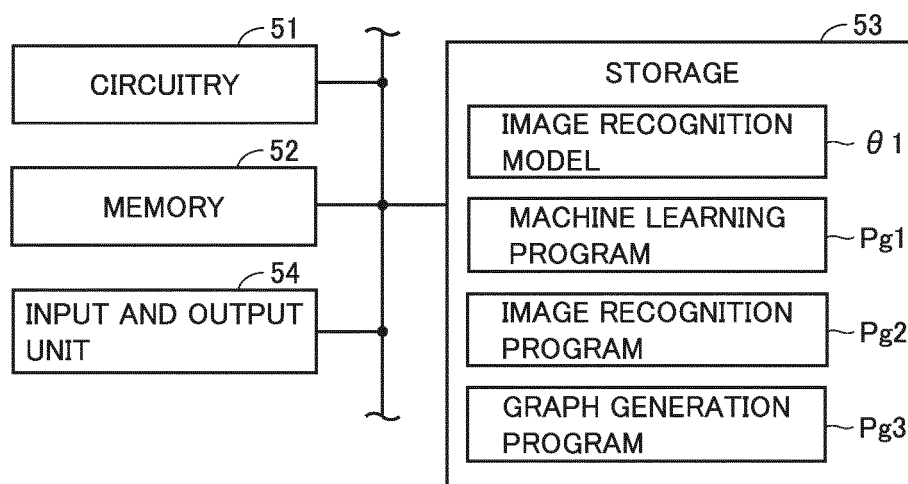 51
CIRCUITRY
52
MEMORY
54
INPUT AND OUTPUT
UNIT
53
STORAGE
IMAGE RECOGNITION
MODEL
θ1
MACHINE LEARNING
PROGRAM
Pg1
IMAGE RECOGNITION
PROGRAM
Pg2
GRAPH GENERATION
PROGRAM
Pg3